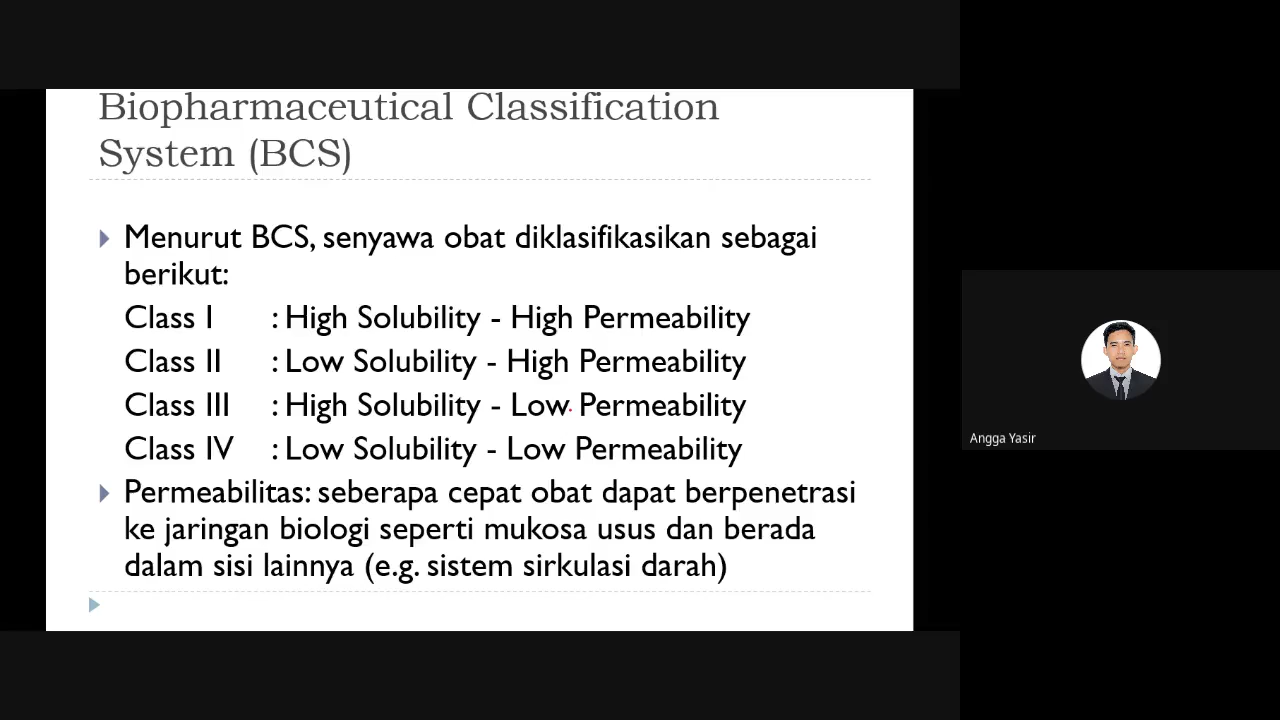 Biopharmaceutical Classification
System (BCS)
Menurut BCS, senyawa obat diklasifikasikan sebagai
berikut:
Class I : High Solubility - High Permeability
Class II : Low Solubility - High Permeability
Class III : High Solubility - Low Permeability
Class IV : Low Solubility - Low Permeability
Permeabilitas: seberapa cepat obat dapat berpenetrasi
ke jaringan biologi seperti mukosa usus dan berada
dalam sisi lainnya (e.g. sistem sirkulasi darah)
Angga Yasir